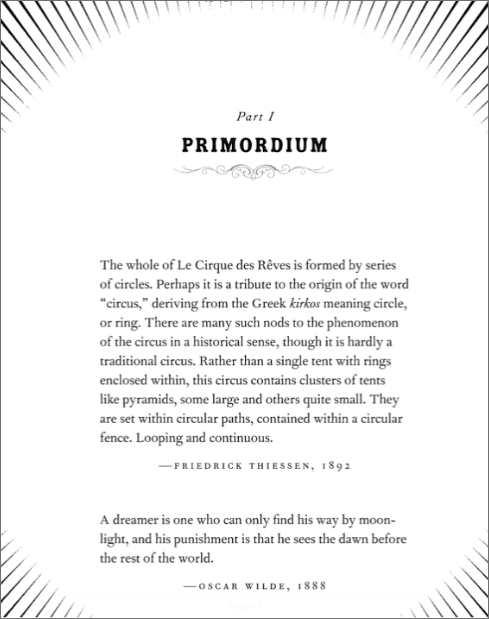 Part I
PRIMORDIUM
The whole of Le Cirque des Rêves is formed by series
of circles. Perhaps it is a tribute to the origin of the word
“circus,” deriving from the Greek kirkos meaning circle,
or ring. There are many such nods to the phenomenon
of the circus in a historical sense, though it is hardly a
traditional circus. Rather than a single tent with rings
enclosed within, this circus contains clusters of tents
like pyramids, some large and others quite small. They
are set within circular paths, contained within a circular
fence. Looping and continuous.
—FRIEDRICK THIESSEN, 1892
A dreamer is one who can only find his way by moon-
light, and his punishment is that he sees the dawn before
the rest of the world.
—OSCAR WILDE, 1888